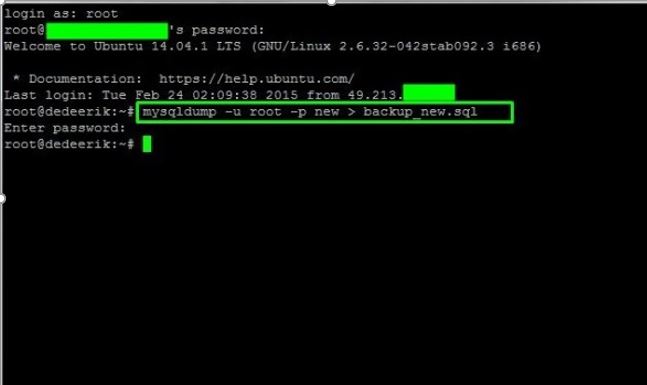 login as: root
root@ 's password:
Welcome to Ubuntu 14.04.1 LTS (GNU/Linux 2.6.32-042stab092.3 i686)
* Documentation: https://help.ubuntu.com/
Last login: Tue Feb 24 02:09:38 2015 from 49.213.
root@dedeerik:~# mysqldump -u root -p new > backup_new.sql
Enter password:
root@dedeerik:~#